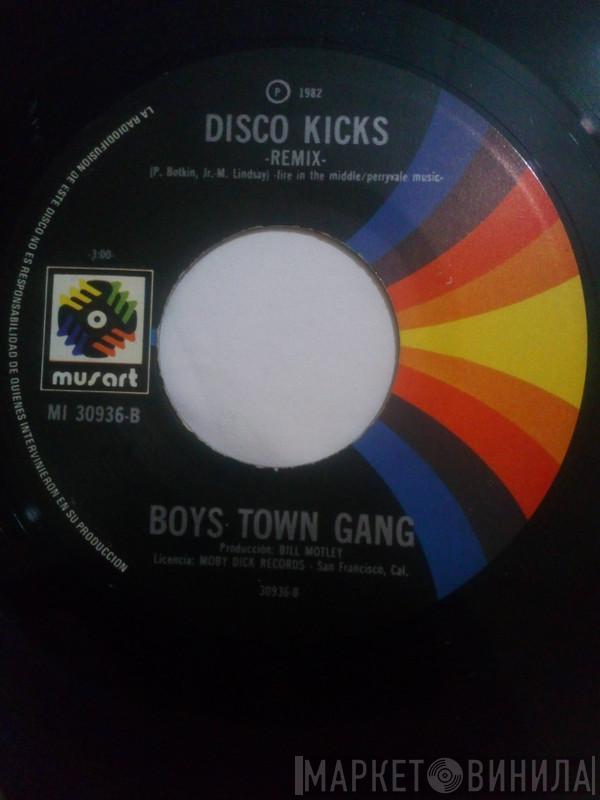 Ⓟ 1982
DISCO KICKS
-REMIX-
(P. Botkin, Jr.-M. Lindsay) -fire in the middle/perryvale music-
-3:00-
LA RADIODIFUSION DE ESTE DISCO NO ES RESPONSABILIDAD DE QUIENES INTERVINIERON EN SU PRODUCCION
musart
MI 30936-B
BOYS TOWN GANG
Producción: BILL MOTLEY
Licencia: MOBY DICK RECORDS - San Francisco, Cal.
30936-B
МАРКЕТ ВИНИЛА